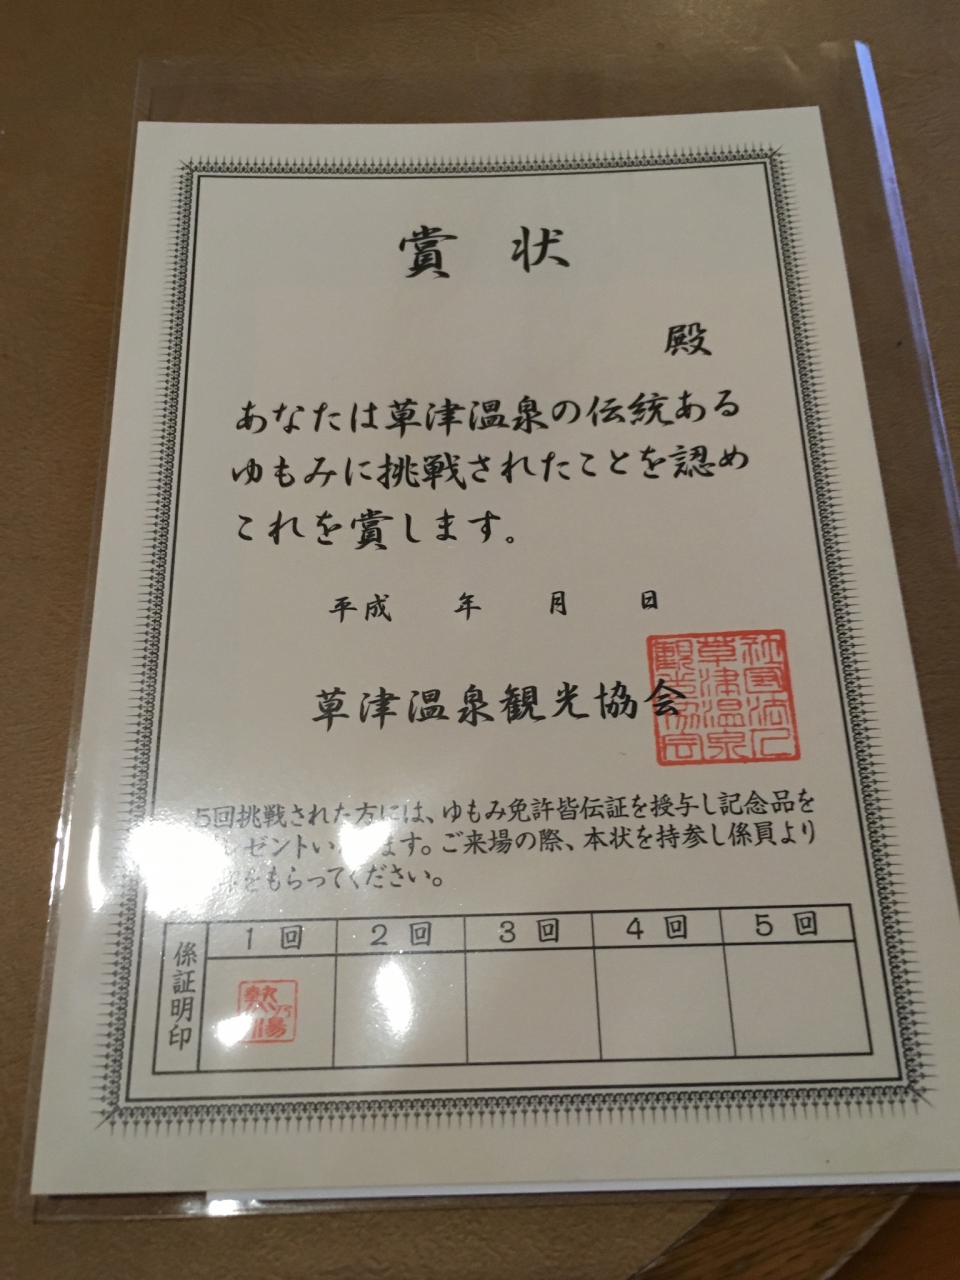 賞 状
殿
あなたは草津温泉の伝統ある
ゆもみに挑戦されたことを認め
これを賞します。
平成 年 月 日
草津温泉観光協会
5回挑戦された方には、ゆもみ免許皆伝証を授与し記念品を
ゼントい ます。ご来場の際、本状を持参し係員より
をもらってください。
係証明印
1 回 2 回 3 回 4 回 5 回